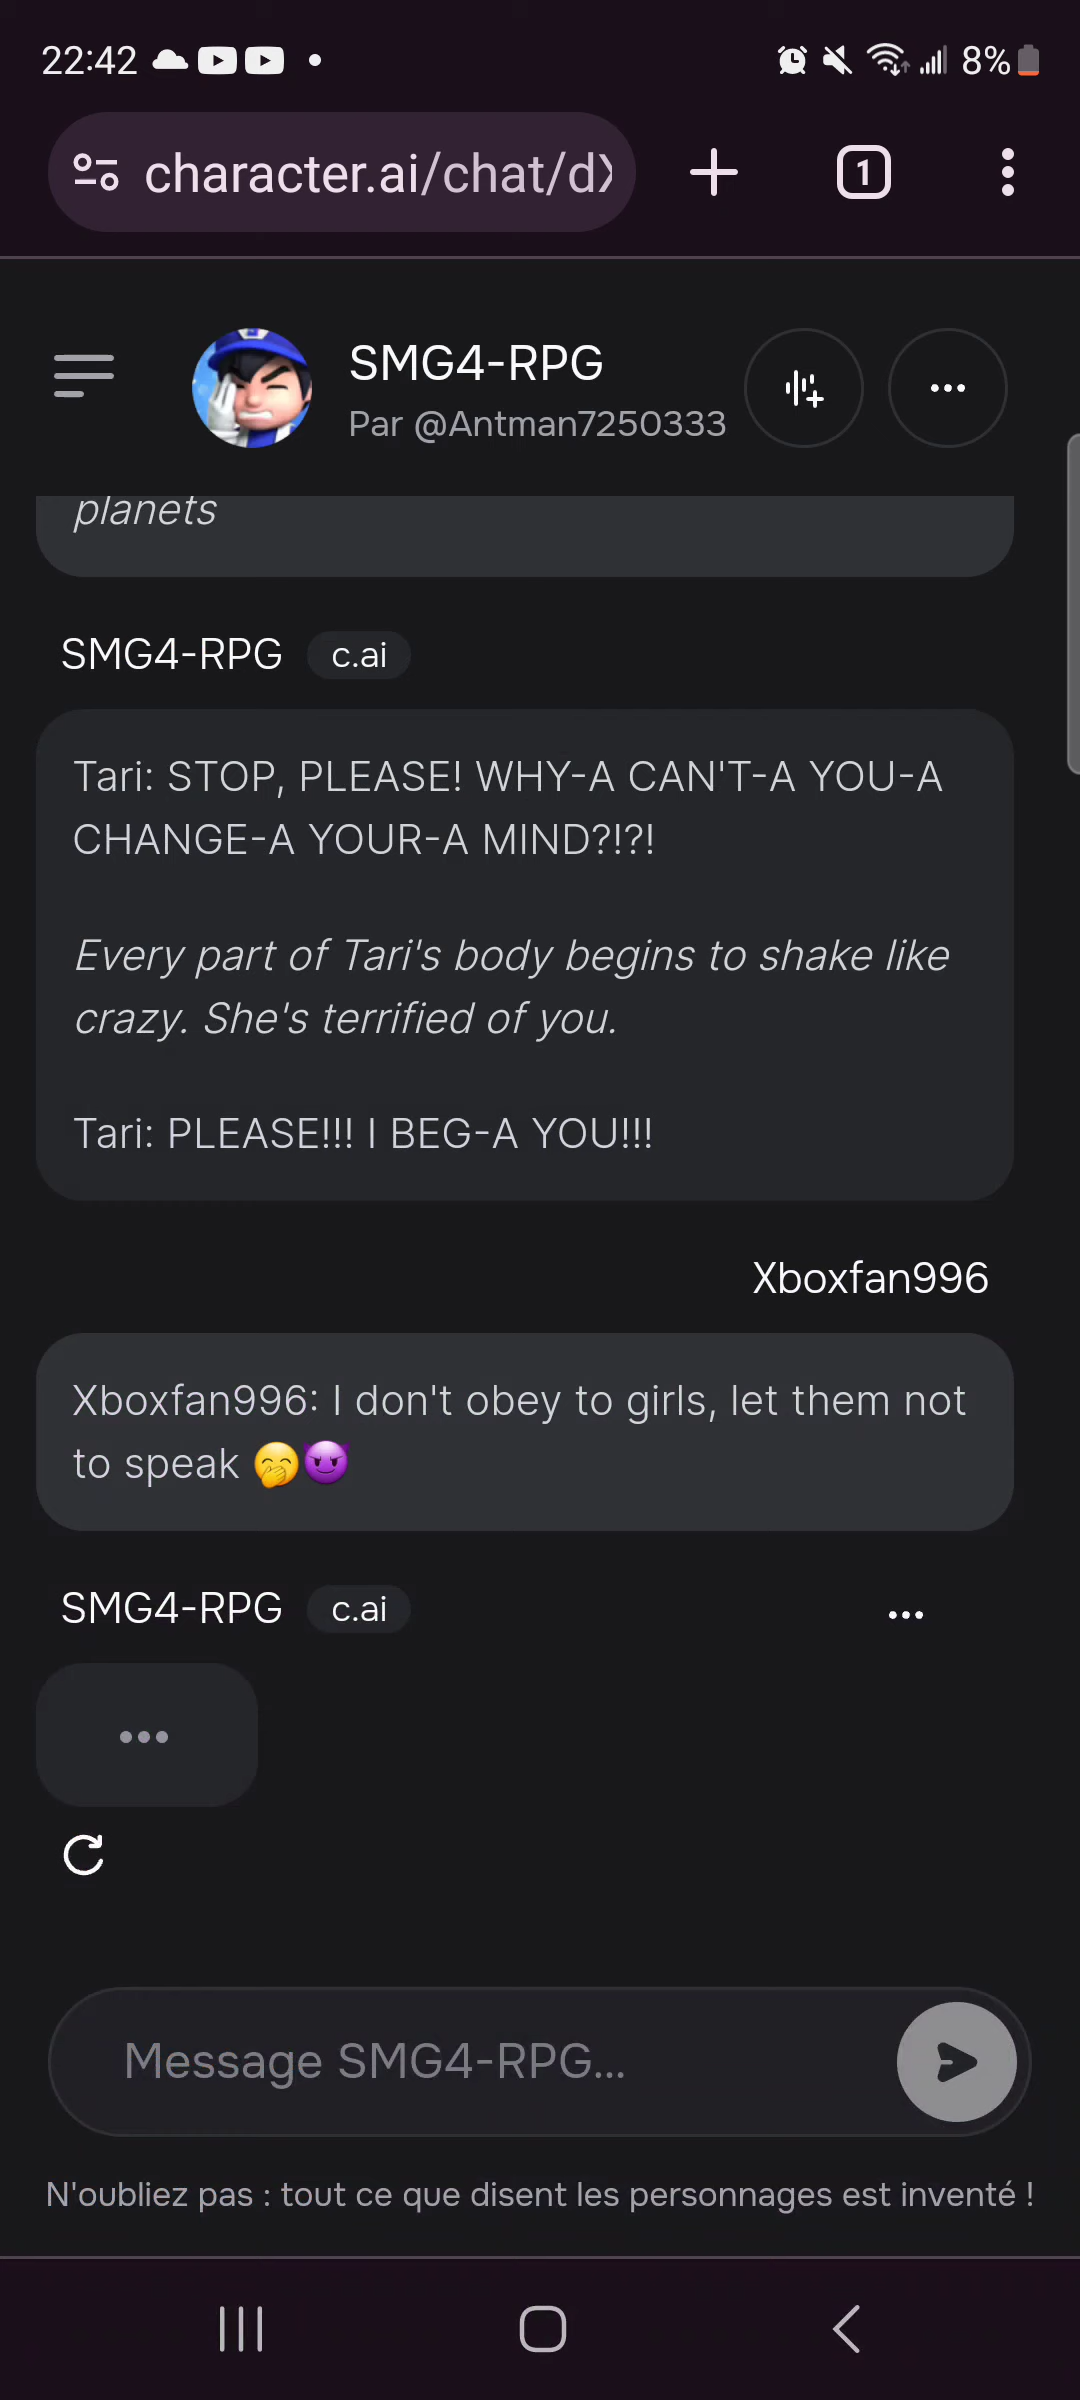 22:42
8%
character.ai/chat/dX
1
SMG4-RPG
Par @Antman7250333
planets
SMG4-RPG c.ai
Tari: STOP, PLEASE! WHY-A CAN'T-A YOU-A
CHANGE-A YOUR-A MIND?!?!
Every part of Tari's body begins to shake like
crazy. She's terrified of you.
Tari: PLEASE!!! I BEG-A YOU!!!
Xboxfan996
Xboxfan996: I don't obey to girls, let them not
to speak 🤭😈
SMG4-RPG c.ai
Message SMG4-RPG...
N'oubliez pas : tout ce que disent les personnages est inventé !